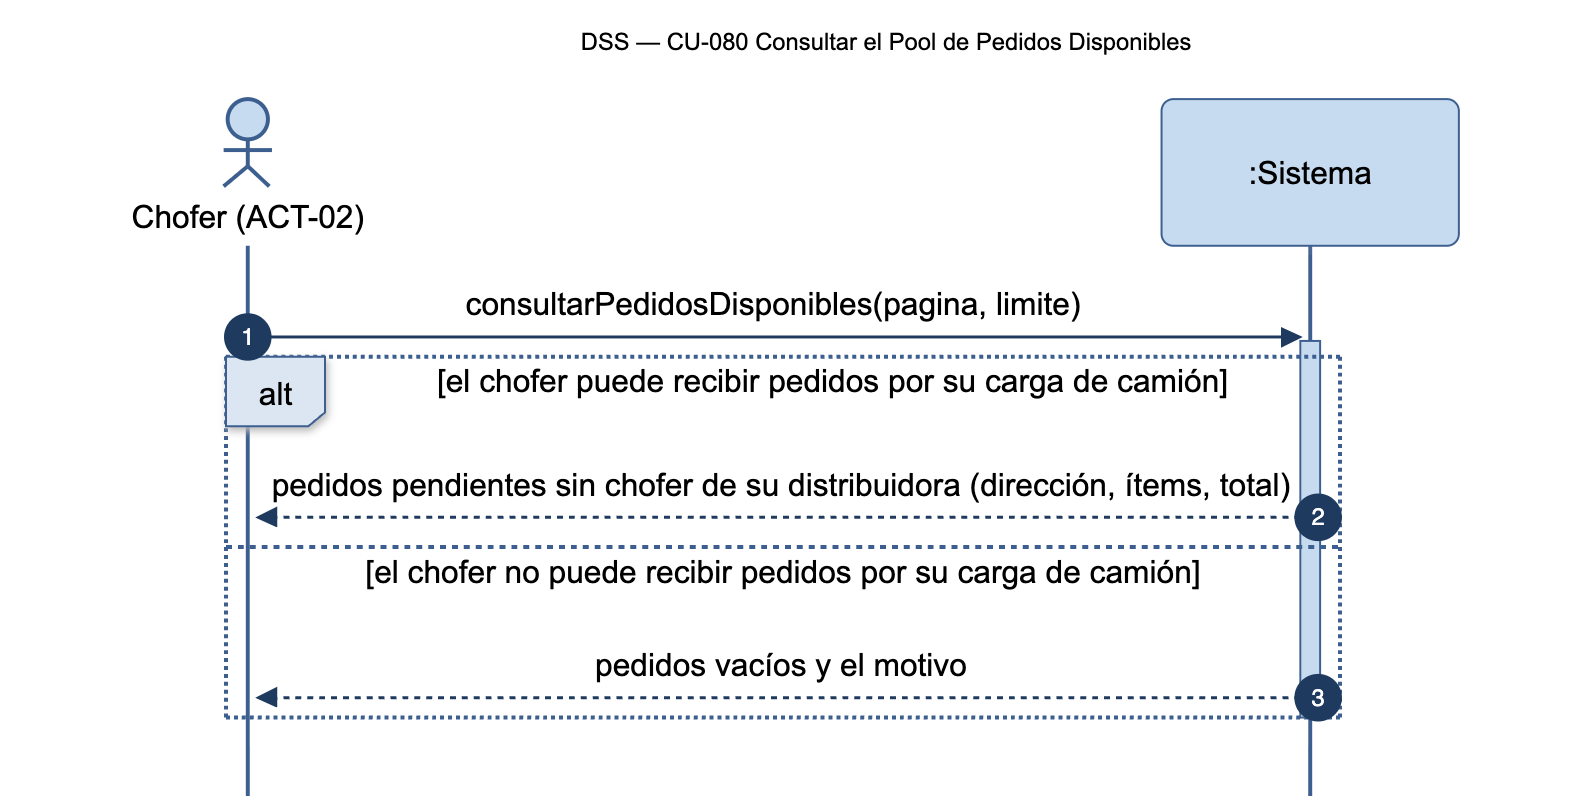 DSS — CU-080 Consultar el Pool de Pedidos Disponibles
Chofer (ACT-02)
:Sistema
consultarPedidosDisponibles(pagina, limite)
1
alt
[el chofer puede recibir pedidos por su carga de camión]
pedidos pendientes sin chofer de su distribuidora (dirección, ítems, total)
2
[el chofer no puede recibir pedidos por su carga de camión]
pedidos vacíos y el motivo
3